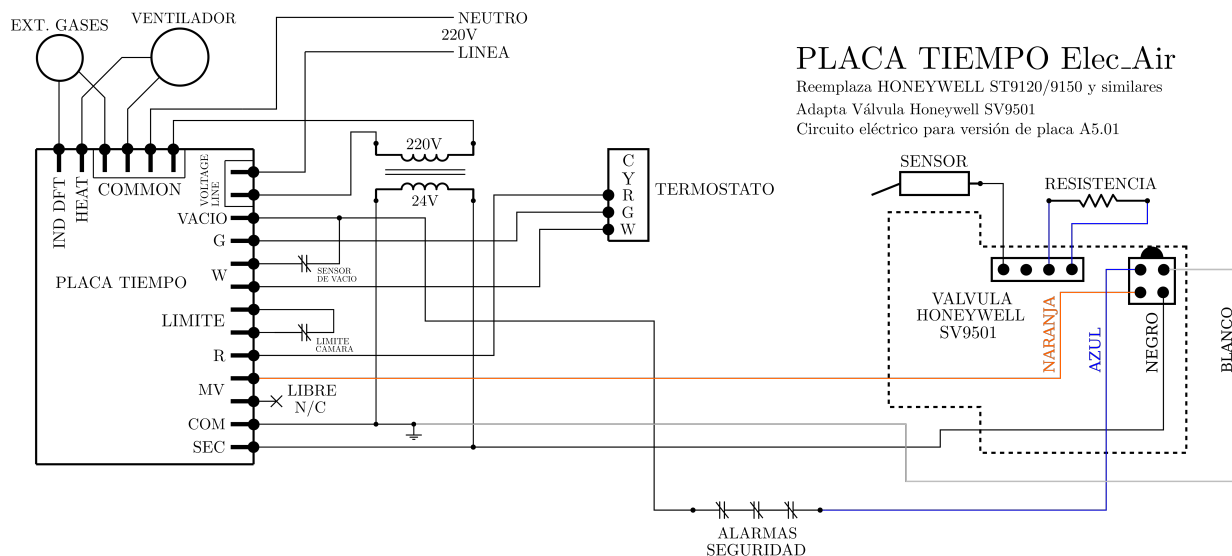 EXT. GASES
VENTILADOR
NEUTRO
220V
LINEA
PLACA TIEMPO Elec_Air
Reemplaza HONEYWELL ST9120/9150 y similares
Adapta Válvula Honeywell SV9501
Circuito eléctrico para versión de placa A5.01
IND DFT
HEAT
COMMON
VOLTAGE
LINE
VACIO
G
W
PLACA TIEMPO
LIMITE
R
MV
COM
SEC
SENSOR
DE VACIO
LIMITE
CAMARA
LIBRE
N/C
220V
24V
C
Y
R
G
W
TERMOSTATO
SENSOR
RESISTENCIA
VALVULA
HONEYWELL
SV9501
NARANJA
AZUL
NEGRO
BLANCO
ALARMAS
SEGURIDAD